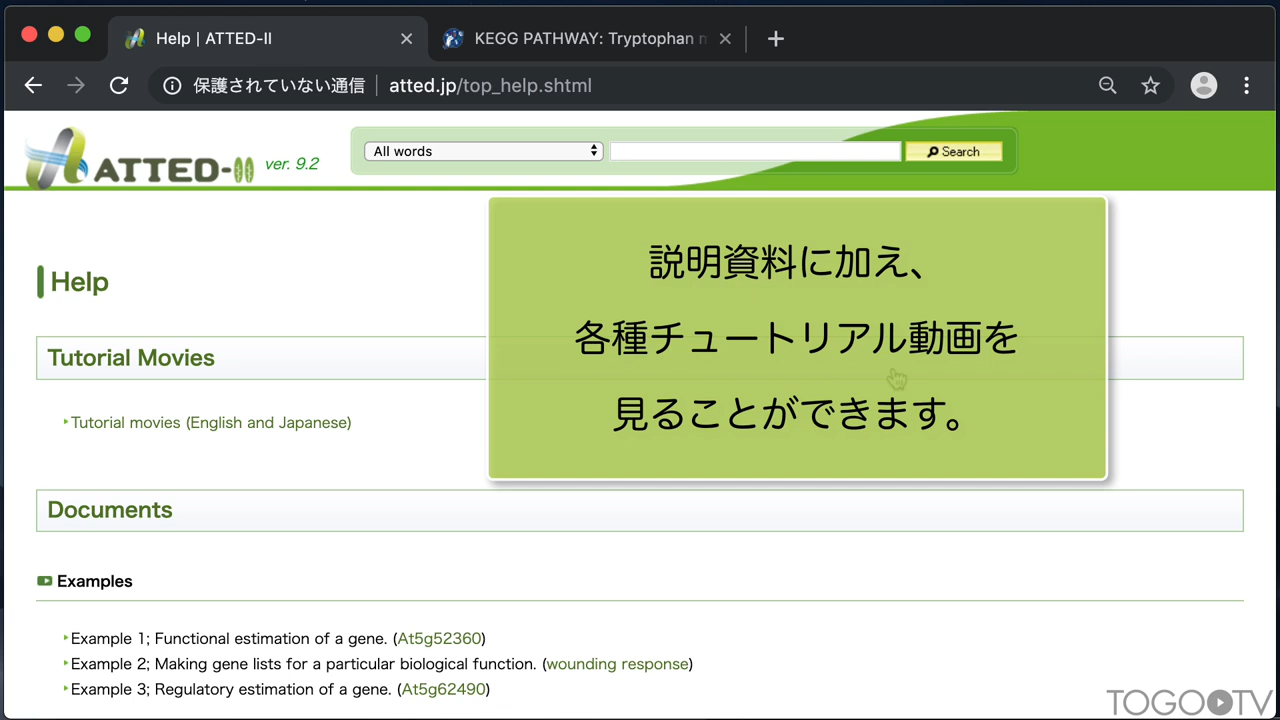 Help | ATTED-II
KEGG PATHWAY: Tryptophan m
保護されていない通信 atted.jp/top_help.shtml
ATTED-II ver. 9.2
All words
Search
説明資料に加え、
各種チュートリアル動画を
見ることができます。
Help
Tutorial Movies
Tutorial movies (English and Japanese)
Documents
Examples
Example 1; Functional estimation of a gene. (At5g52360)
Example 2; Making gene lists for a particular biological function. (wounding response)
Example 3; Regulatory estimation of a gene. (At5g62490)
TOGO TV